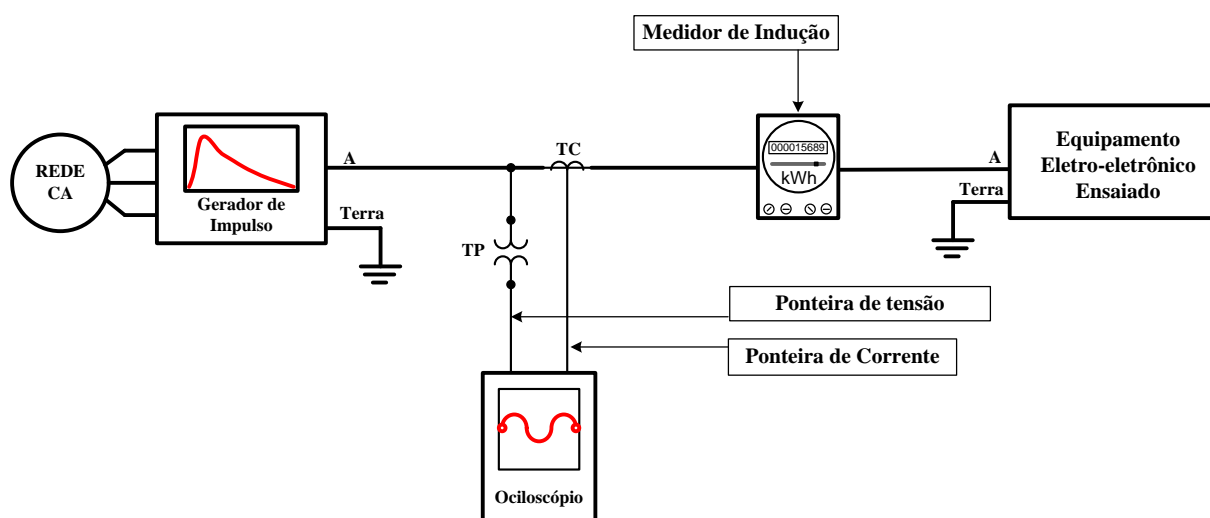 Medidor de Indução
REDE
CA
Gerador de
Impulso
A
Terra
TC
TP
000015689
kWh
A
Terra
Equipamento
Eletro-eletrônico
Ensaiado
Ponteira de tensão
Ponteira de Corrente
Ociloscópio